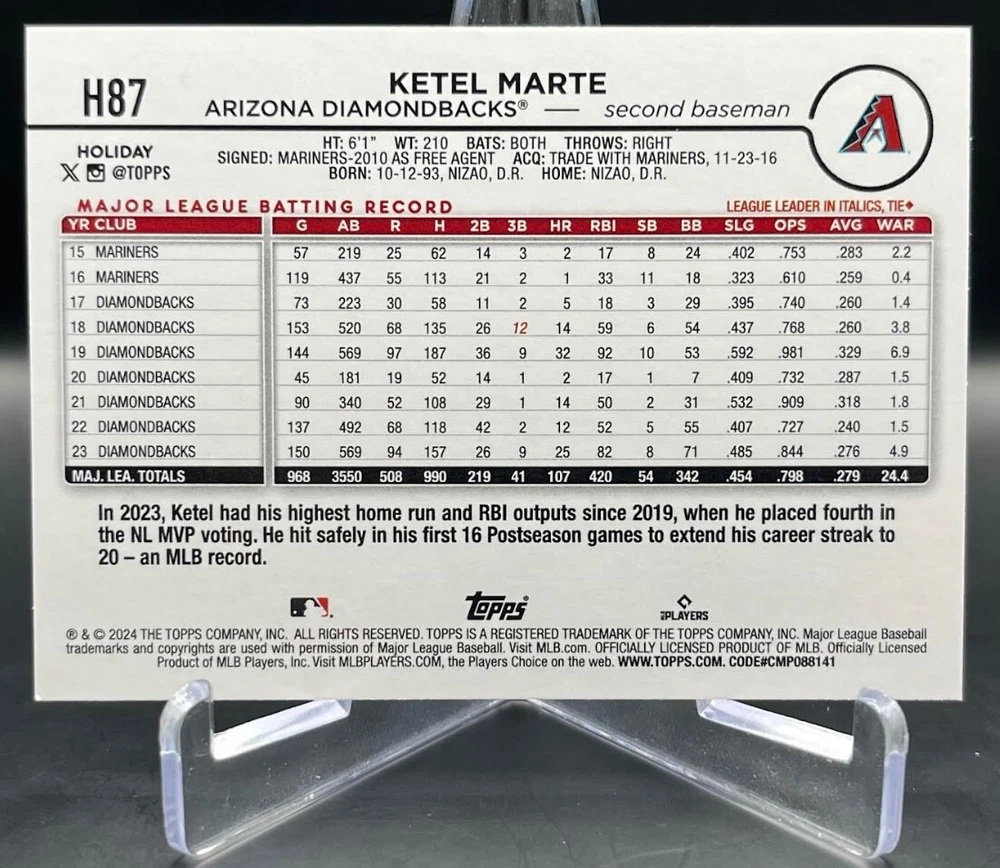 H87
KETEL MARTE
ARIZONA DIAMONDBACKS® — second baseman
A
HOLIDAY
@TOPPS
HT: 6'1" WT: 210 BATS: BOTH THROWS: RIGHT
SIGNED: MARINERS-2010 AS FREE AGENT ACQ: TRADE WITH MARINERS, 11-23-16
BORN: 10-12-93, NIZAO, D.R. HOME: NIZAO, D.R.
MAJOR LEAGUE BATTING RECORD LEAGUE LEADER IN ITALICS, TIE♦
YR CLUB G AB R H 2B 3B HR RBI SB BB SLG OPS AVG WAR
15 MARINERS 57 219 25 62 14 3 2 17 8 24 .402 .753 .283 2.2
16 MARINERS 119 437 55 113 21 2 1 33 11 18 .323 .610 .259 0.4
17 DIAMONDBACKS 73 223 30 58 11 2 5 18 3 29 .395 .740 .260 1.4
18 DIAMONDBACKS 153 520 68 135 26 12 14 59 6 54 .437 .768 .260 3.8
19 DIAMONDBACKS 144 569 97 187 36 9 32 92 10 53 .592 .981 .329 6.9
20 DIAMONDBACKS 45 181 19 52 14 1 2 17 1 7 .409 .732 .287 1.5
21 DIAMONDBACKS 90 340 52 108 29 1 14 50 2 31 .532 .909 .318 1.8
22 DIAMONDBACKS 137 492 68 118 42 2 12 52 5 55 .407 .727 .240 1.5
23 DIAMONDBACKS 150 569 94 157 26 9 25 82 8 71 .485 .844 .276 4.9
MAJ. LEA. TOTALS 968 3550 508 990 219 41 107 420 54 342 .454 .798 .279 24.4
In 2023, Ketel had his highest home run and RBI outputs since 2019, when he placed fourth in
the NL MVP voting. He hit safely in his first 16 Postseason games to extend his career streak to
20 – an MLB record.
Topps®
PLAYERS
® & © 2024 THE TOPPS COMPANY, INC. ALL RIGHTS RESERVED. TOPPS IS A REGISTERED TRADEMARK OF THE TOPPS COMPANY, INC. Major League Baseball
trademarks and copyrights are used with permission of Major League Baseball. Visit MLB.com. OFFICIALLY LICENSED PRODUCT OF MLB. Officially Licensed
Product of MLB Players, Inc. Visit MLBPLAYERS.COM, the Players Choice on the web. WWW.TOPPS.COM. CODE#CMP088141